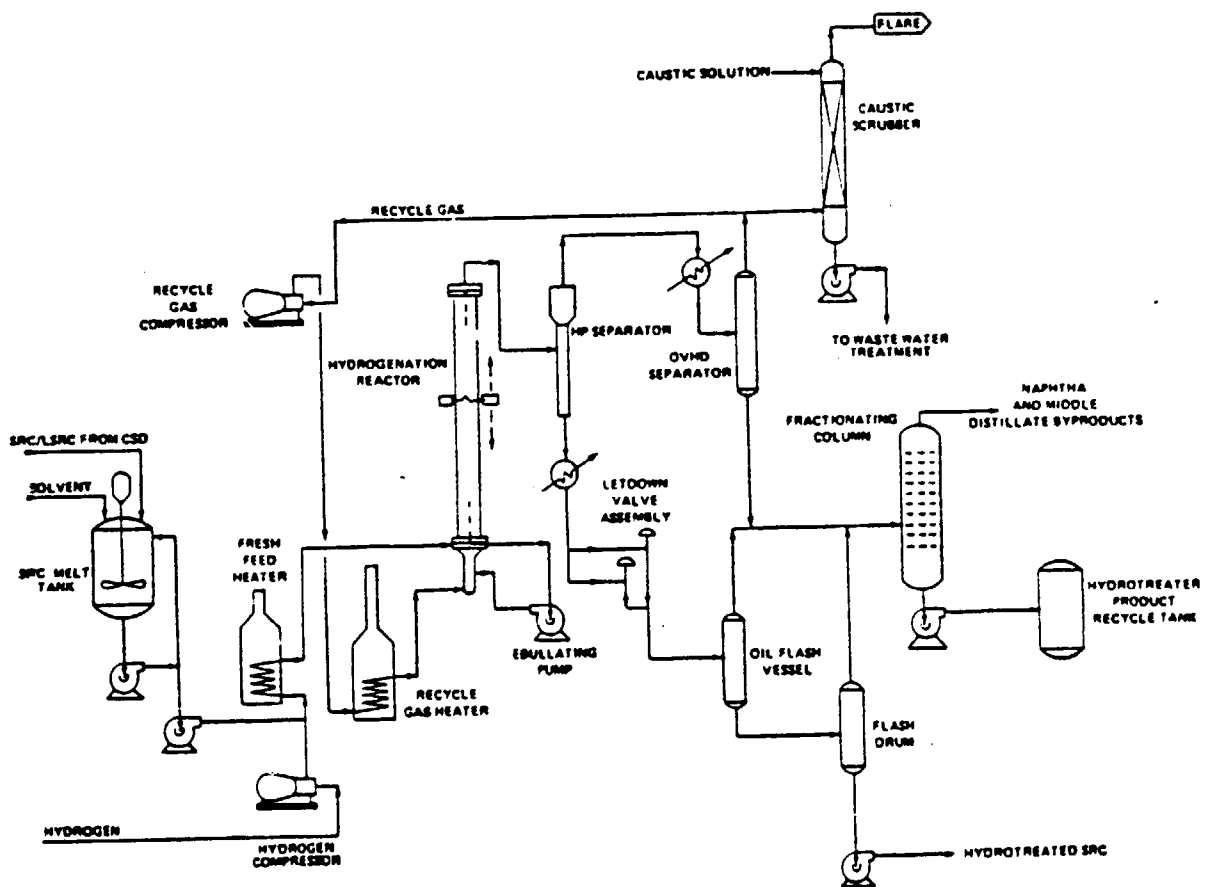 FLARE
CAUSTIC SOLUTION
CAUSTIC
SCRUBBER
RECYCLE GAS
RECYCLE
GAS
COMPRESSOR
HP SEPARATOR
HYDROGENATION
REACTOR
OVHD
SEPARATOR
TO WASTE WATER
TREATMENT
NAPHTHA
AND MIDDLE
DISTILLATE BYPRODUCTS
FRACTIONATING
COLUMN
SRC/LSRC FROM CSD
SOLVENT
LETDOWN
VALVE
ASSEMBLY
FRESH
FEED
HEATER
SRC MELT
TANK
HYDROTREATER
PRODUCT
RECYCLE TANK
EBULLATING
PUMP
OIL FLASH
VESSEL
RECYCLE
GAS HEATER
FLASH
DRUM
HYDROGEN
HYDROGEN
COMPRESSOR
HYDROTREATED SRC